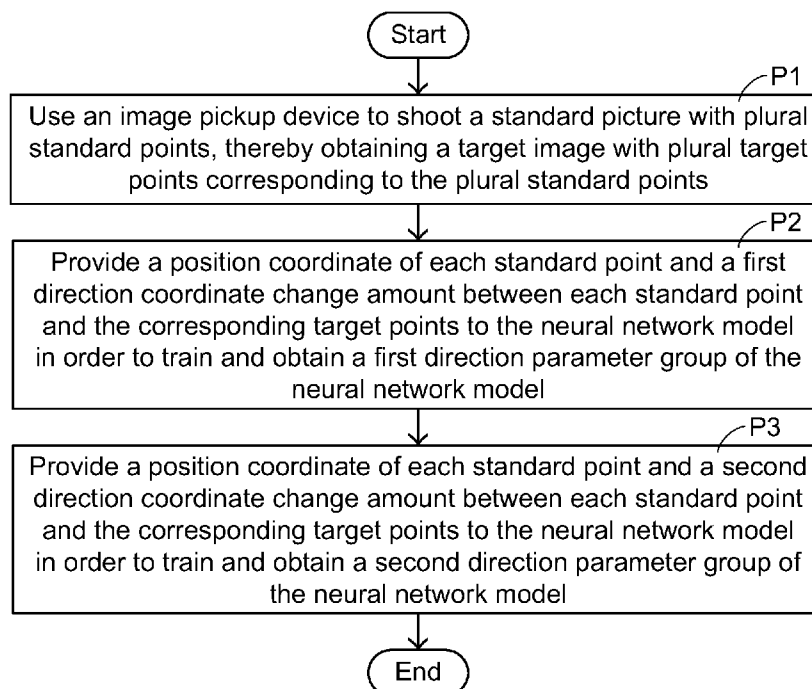 Start
P1
Use an image pickup device to shoot a standard picture with plural
standard points, thereby obtaining a target image with plural target
points corresponding to the plural standard points
P2
Provide a position coordinate of each standard point and a first
direction coordinate change amount between each standard point
and the corresponding target points to the neural network model
in order to train and obtain a first direction parameter group of the
neural network model
P3
Provide a position coordinate of each standard point and a second
direction coordinate change amount between each standard point
and the corresponding target points to the neural network model
in order to train and obtain a second direction parameter group of
the neural network model
End